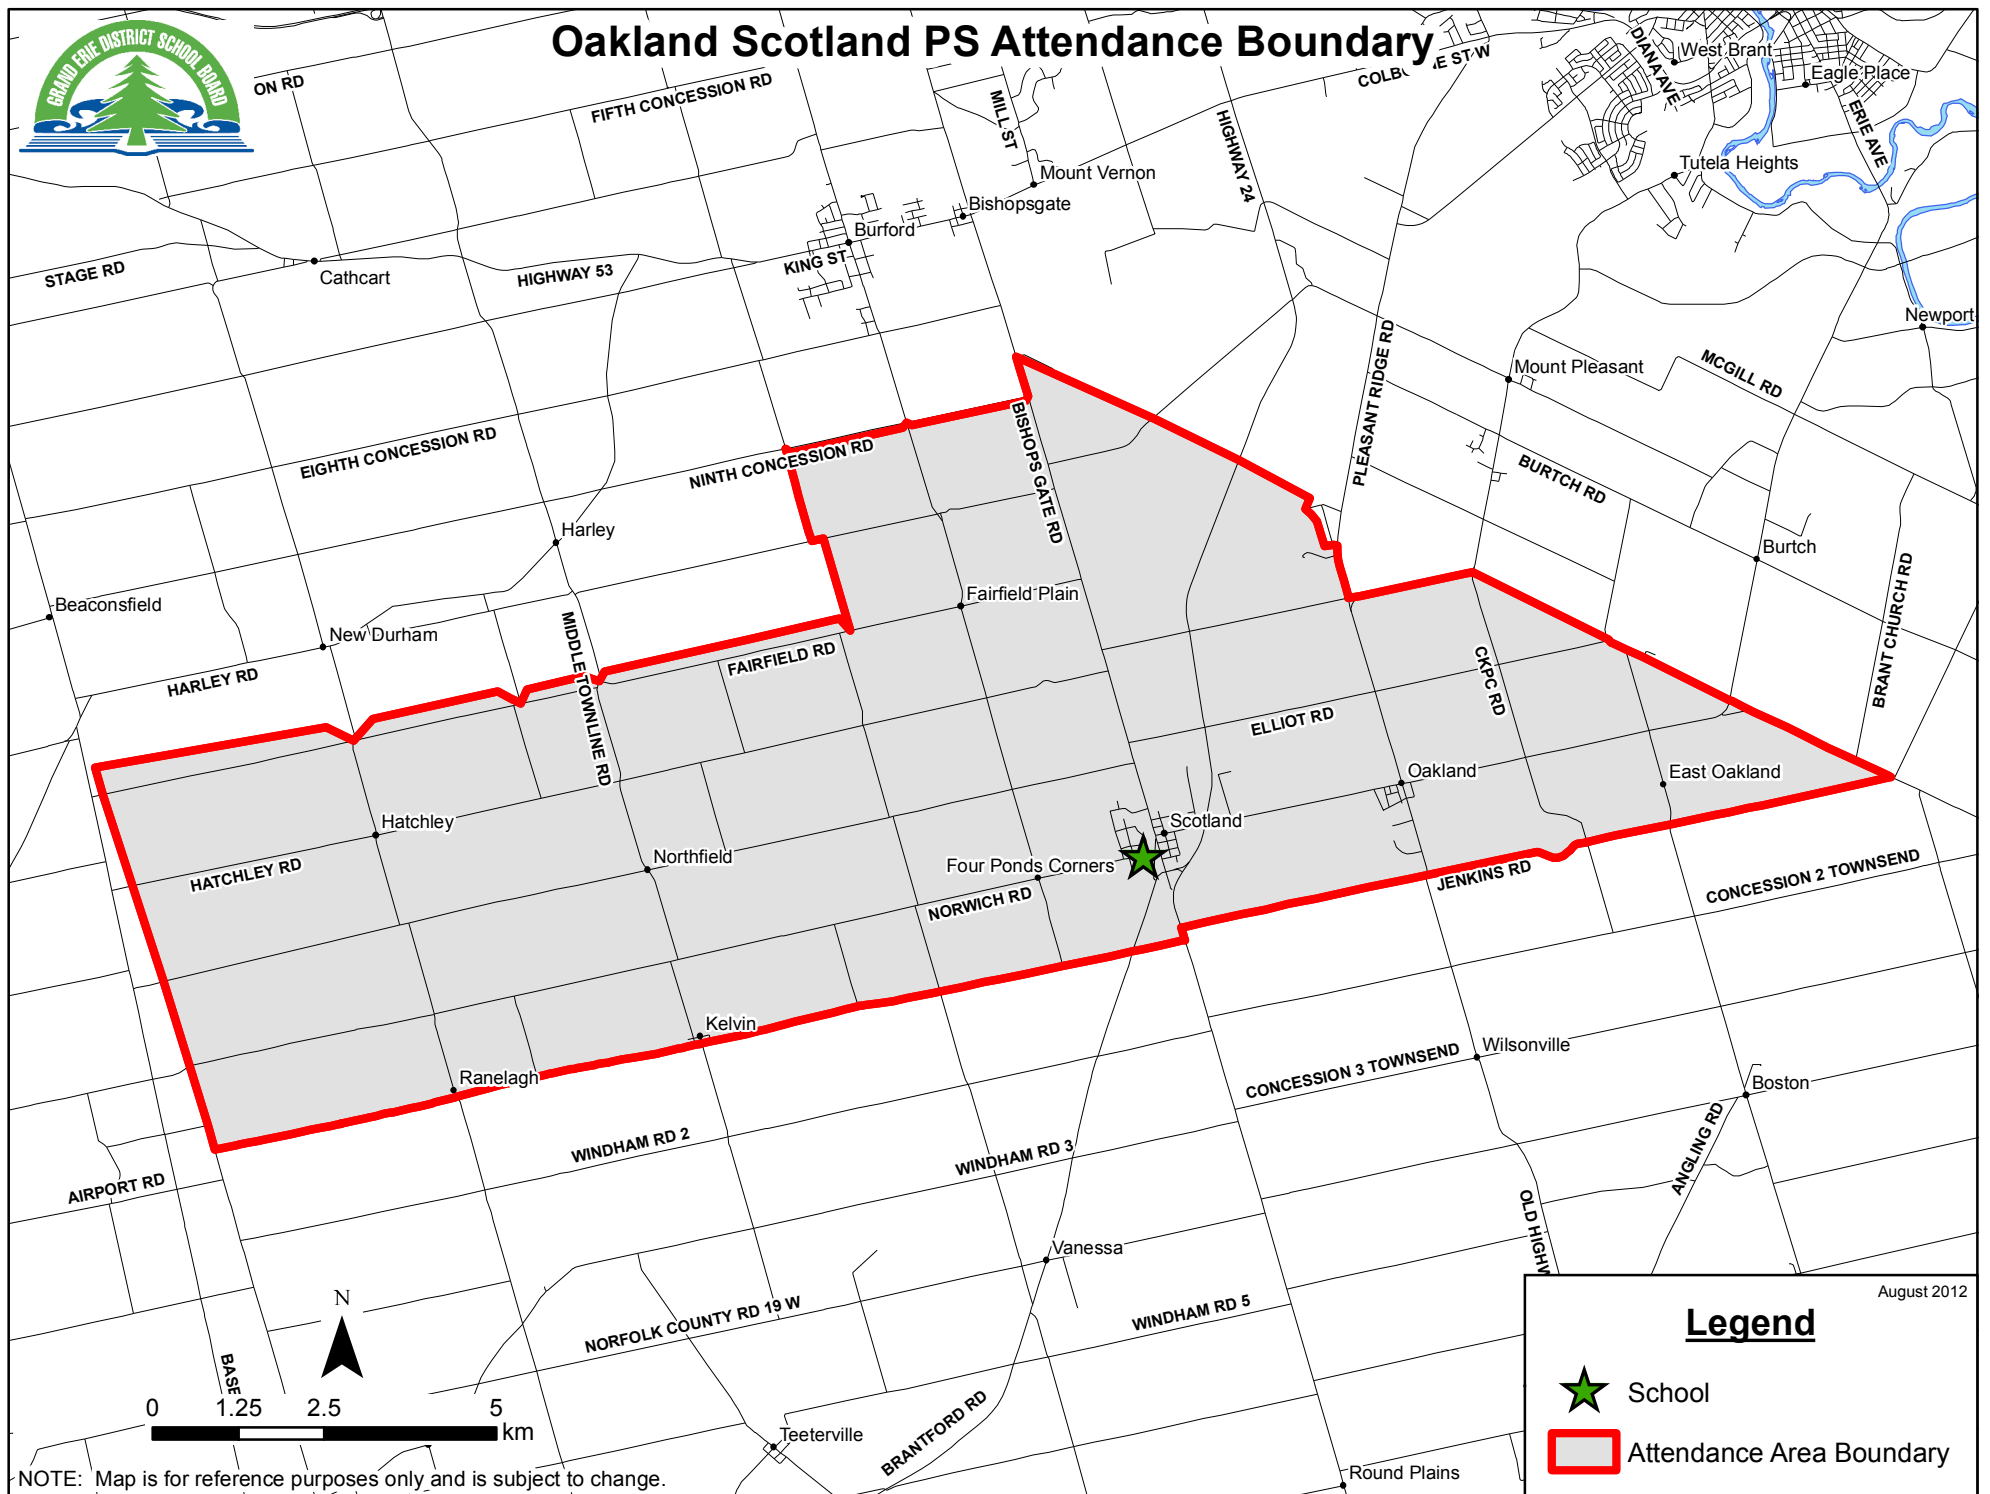 Oakland Scotland PS Attendance Boundary
GRAND ERIE DISTRICT SCHOOL BOARD
ON RD
FIFTH CONCESSION RD
MILL ST
HIGHWAY 24
COLB
NE ST W
DIANA AVE
West Brant
Eagle Place
ERIE AVE
Tutela Heights
Mount Vernon
Bishopsgate
Burford
KING ST
STAGE RD
Cathcart
HIGHWAY 53
Newport
PLEASANT RIDGE RD
Mount Pleasant
MCGILL RD
EIGHTH CONCESSION RD
NINTH CONCESSION RD
BISHOPS GATE RD
BURTCH RD
Harley
Burtch
BRANT CHURCH RD
Beaconsfield
New Durham
Fairfield Plain
HARLEY RD
MIDDLE TOWNLINE RD
FAIRFIELD RD
CKPC RD
ELLIOT RD
Oakland
East Oakland
Hatchley
Scotland
HATCHLEY RD
Northfield
Four Ponds Corners
NORWICH RD
JENKINS RD
CONCESSION 2 TOWNSEND
Kelvin
Ranelagh
Wilsonville
CONCESSION 3 TOWNSEND
Boston
ANGLING RD
WINDHAM RD 2
WINDHAM RD 3
AIRPORT RD
OLD HIGHW
Vanessa
NORFOLK COUNTY RD 19 W
WINDHAM RD 5
BASE
BRANTFORD RD
Teeterville
Round Plains
N
0 1.25 2.5 5
km
NOTE: Map is for reference purposes only and is subject to change.
August 2012
Legend
School
Attendance Area Boundary